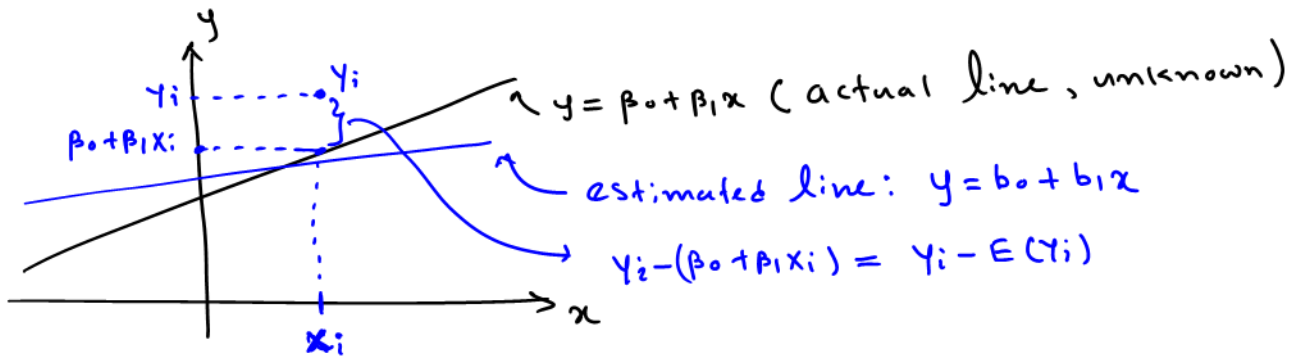 y
Yi
Yi
y = β0 + β1x (actual line, unknown)
β0 + β1Xi
estimated line: y = b0 + b1x
Yi - (β0 + β1Xi) = Yi - E(Yi)
x
Xi